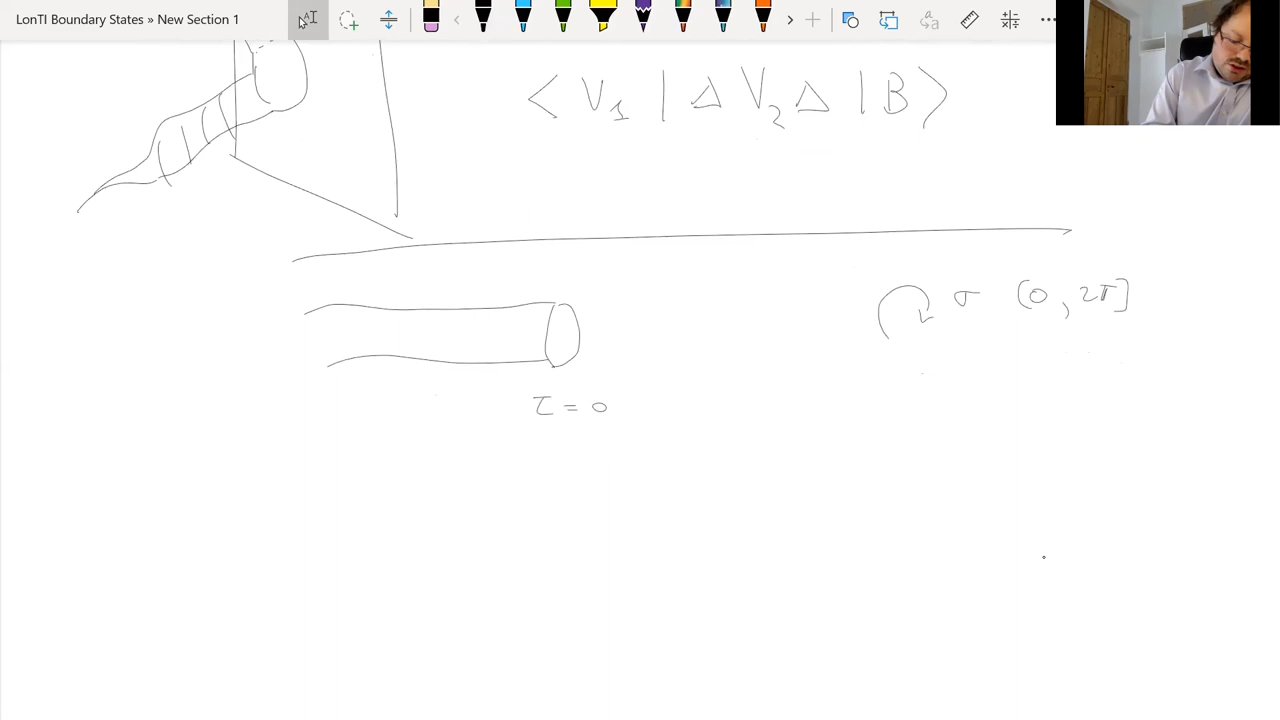 LonTI Boundary States » New Section 1
< V₁ | Δ V₂ Δ | B >
σ (0, 2π]
τ = 0